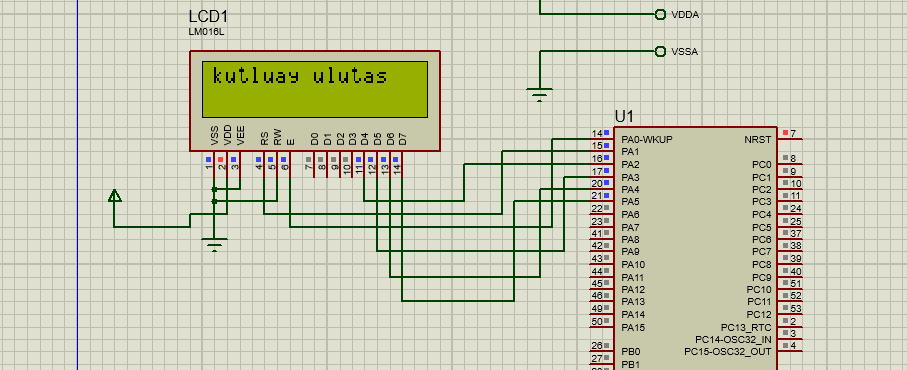 LCD1
LM016L
kutluay ulutas
VSS VDD VEE RS RW E D0 D1 D2 D3 D4 D5 D6 D7
1 2 3 4 5 6 7 8 9 10 11 12 13 14
VDDA
VSSA
U1
14 PA0-WKUP NRST 7
15 PA1
16 PA2 PC0 8
17 PA3 PC1 9
20 PA4 PC2 10
21 PA5 PC3 11
22 PA6 PC4 24
23 PA7 PC5 25
41 PA8 PC6 37
42 PA9 PC7 38
43 PA10 PC8 39
44 PA11 PC9 40
45 PA12 PC10 51
46 PA13 PC11 52
49 PA14 PC12 53
50 PA15 PC13_RTC 2
PC14-OSC32_IN 3
26 PB0 PC15-OSC32_OUT 4
27 PB1